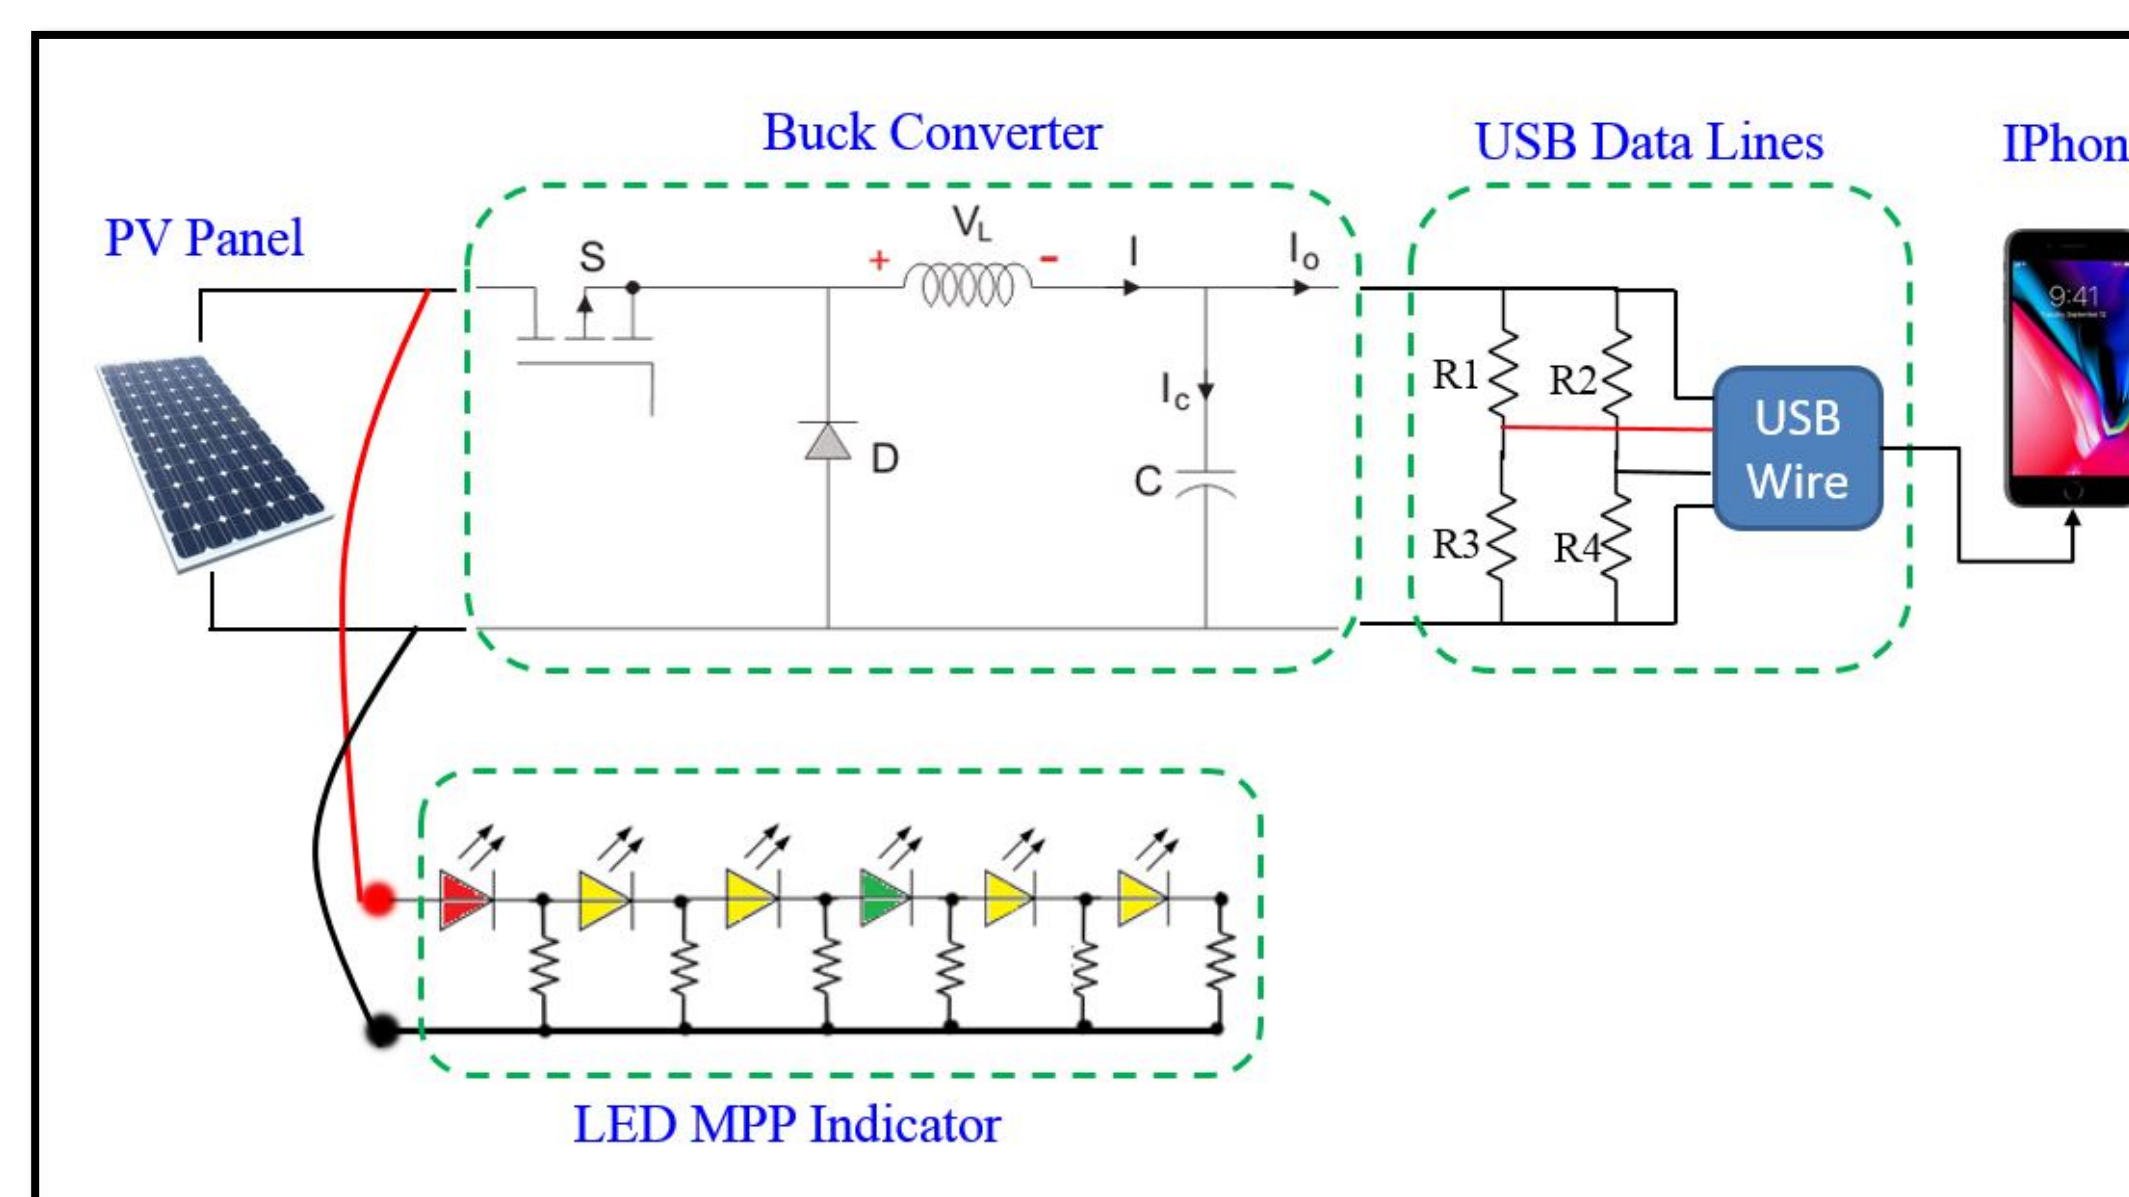 Buck Converter
USB Data Lines
IPhon
PV Panel
S
+ VL -
I
Io
9:41
R1
R2
Ic
USB
Wire
D
C
R3
R4
LED MPP Indicator